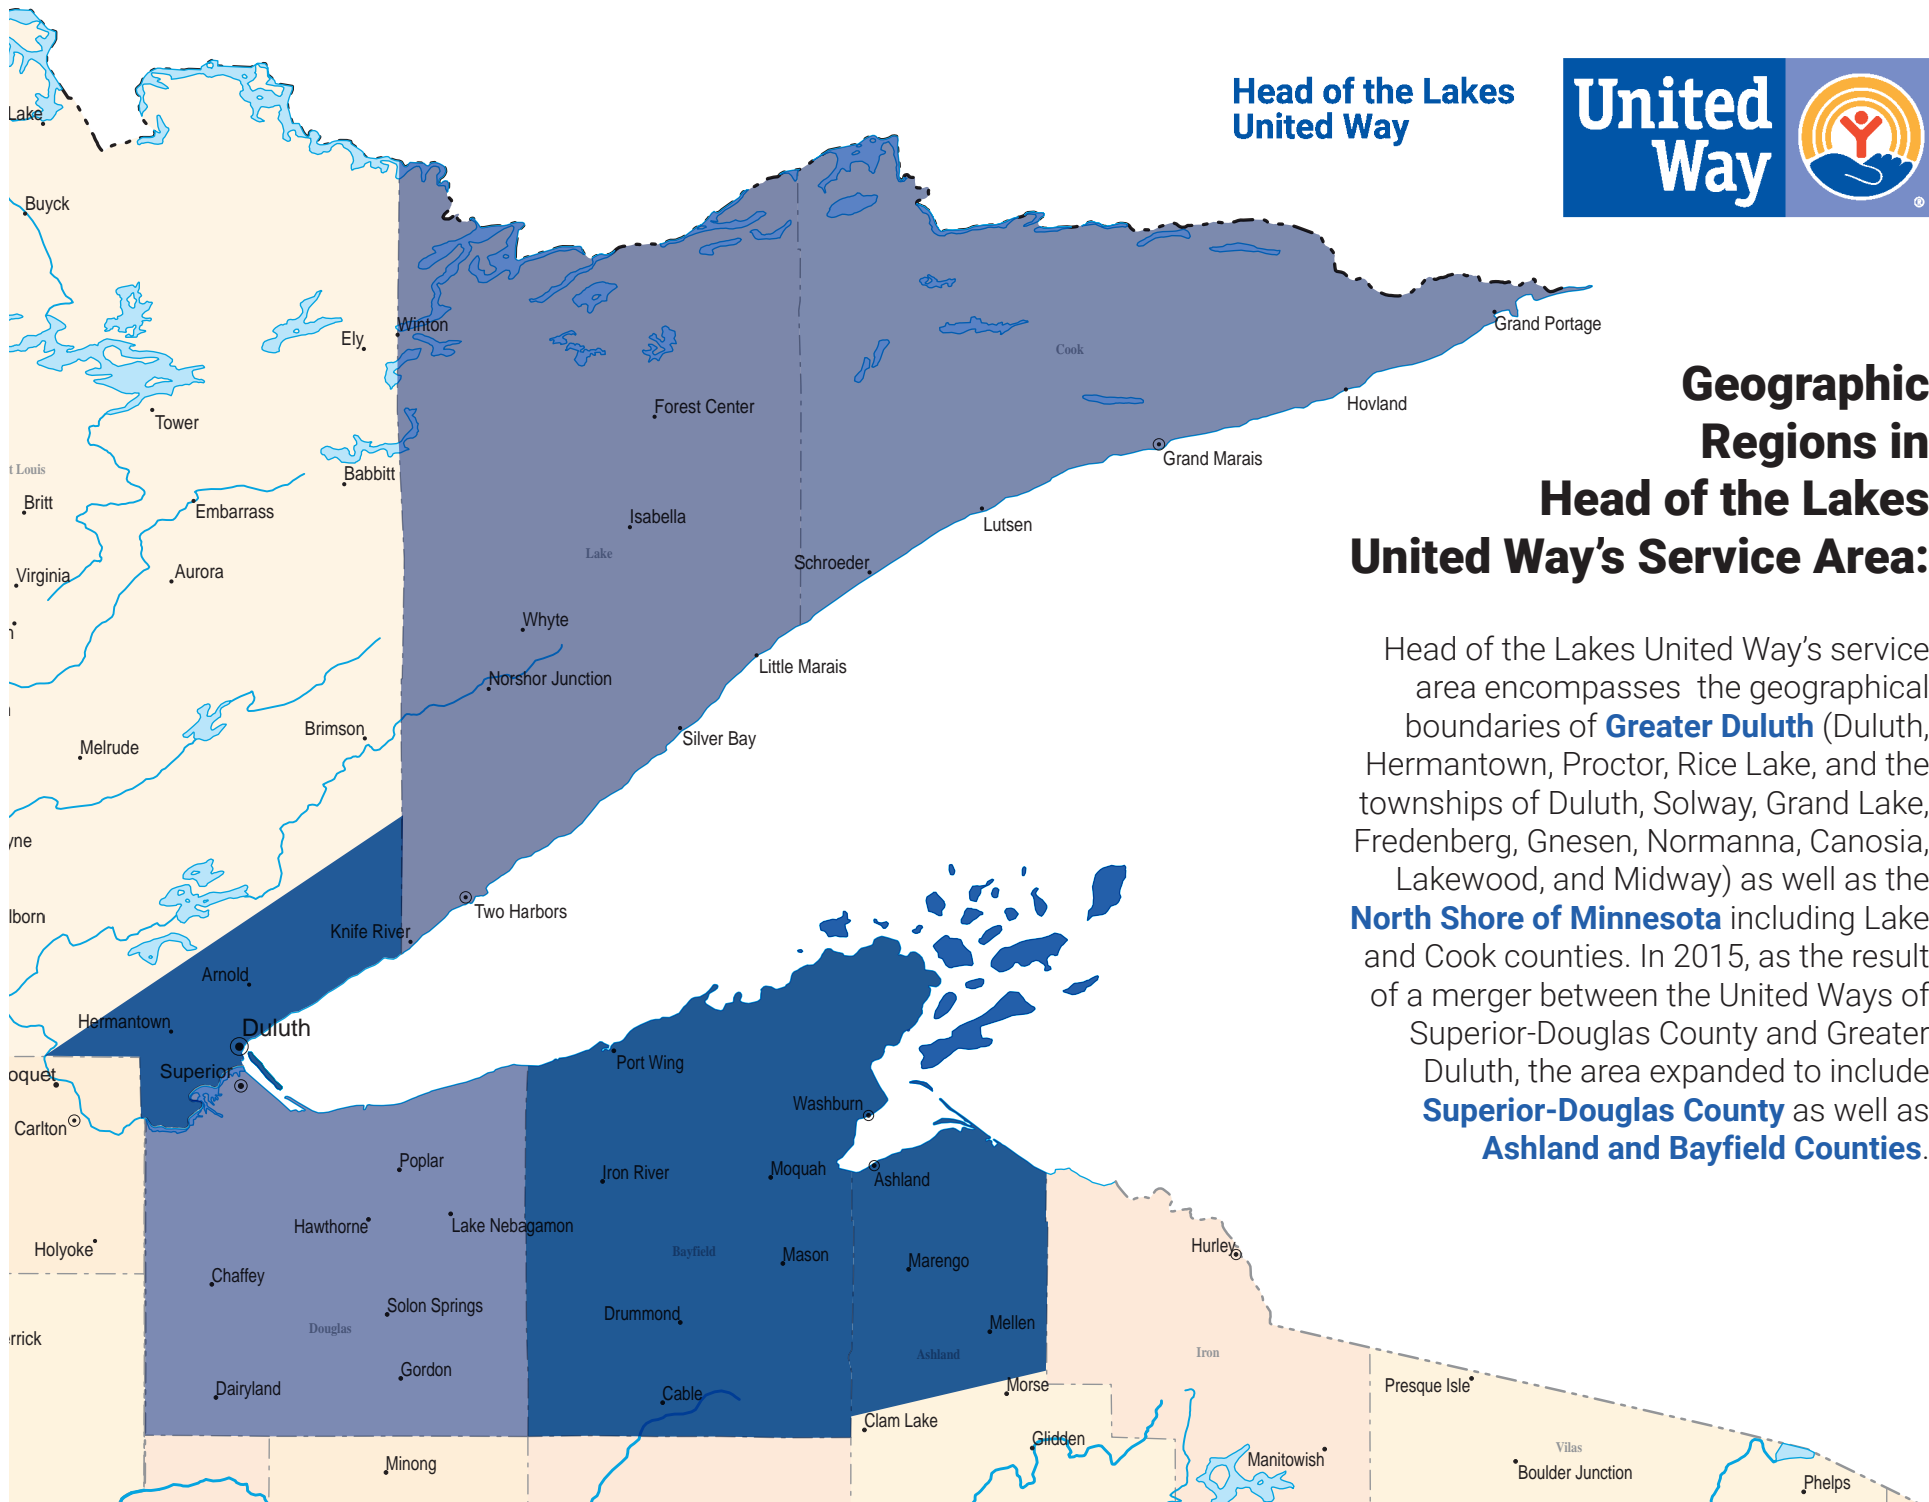 Head of the Lakes
United Way
United
Way
®
Geographic
Regions in
Head of the Lakes
United Way’s Service Area:
Head of the Lakes United Way’s service
area encompasses the geographical
boundaries of Greater Duluth (Duluth,
Hermantown, Proctor, Rice Lake, and the
townships of Duluth, Solway, Grand Lake,
Fredenberg, Gnesen, Normanna, Canosia,
Lakewood, and Midway) as well as the
North Shore of Minnesota including Lake
and Cook counties. In 2015, as the result
of a merger between the United Ways of
Superior-Douglas County and Greater
Duluth, the area expanded to include
Superior-Douglas County as well as
Ashland and Bayfield Counties.
Lake
Buyck
Ely
Winton
Tower
t Louis
Britt
Embarrass
Babbitt
Virginia
Aurora
Forest Center
Isabella
Lake
Whyte
Norshor Junction
Cook
Grand Portage
Hovland
Grand Marais
Lutsen
Schroeder
Little Marais
Silver Bay
Brimson
Melrude
yne
lborn
Two Harbors
Knife River
Arnold
Hermantown
Duluth
Superior
oquet
Carlton
Port Wing
Washburn
Ashland
Poplar
Iron River
Moquah
Hawthorne
Lake Nebagamon
Holyoke
Bayfield
Mason
Marengo
Hurley
Chaffey
Solon Springs
Drummond
Mellen
Douglas
rrick
Ashland
Iron
Gordon
Dairyland
Cable
Morse
Presque Isle
Clam Lake
Glidden
Minong
Manitowish
Vilas
Boulder Junction
Phelps